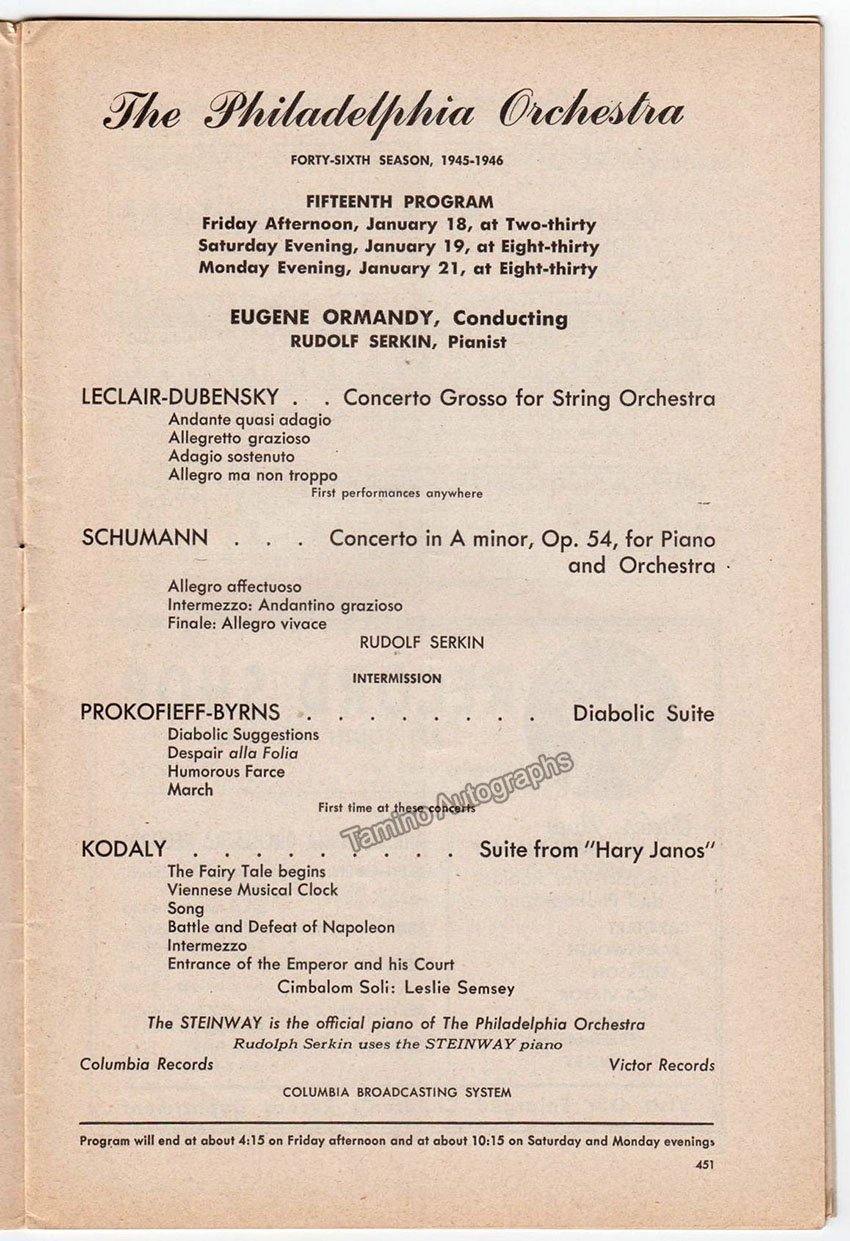 The Philadelphia Orchestra
FORTY-SIXTH SEASON, 1945-1946
FIFTEENTH PROGRAM
Friday Afternoon, January 18, at Two-thirty
Saturday Evening, January 19, at Eight-thirty
Monday Evening, January 21, at Eight-thirty
EUGENE ORMANDY, Conducting
RUDOLF SERKIN, Pianist
LECLAIR-DUBENSKY . . Concerto Grosso for String Orchestra
Andante quasi adagio
Allegretto grazioso
Adagio sostenuto
Allegro ma non troppo
First performances anywhere
SCHUMANN . . . Concerto in A minor, Op. 54, for Piano
and Orchestra
Allegro affectuoso
Intermezzo: Andantino grazioso
Finale: Allegro vivace
RUDOLF SERKIN
INTERMISSION
PROKOFIEFF-BYRNS . . . . . . . . Diabolic Suite
Diabolic Suggestions
Despair alla Folia
Humorous Farce
March
First time at these concerts
Tamino Autographs
KODALY . . . . . . . . . Suite from "Hary Janos"
The Fairy Tale begins
Viennese Musical Clock
Song
Battle and Defeat of Napoleon
Intermezzo
Entrance of the Emperor and his Court
Cimbalom Soli: Leslie Semsey
The STEINWAY is the official piano of The Philadelphia Orchestra
Rudolph Serkin uses the STEINWAY piano
Columbia Records Victor Records
COLUMBIA BROADCASTING SYSTEM
Program will end at about 4:15 on Friday afternoon and at about 10:15 on Saturday and Monday evenings
451